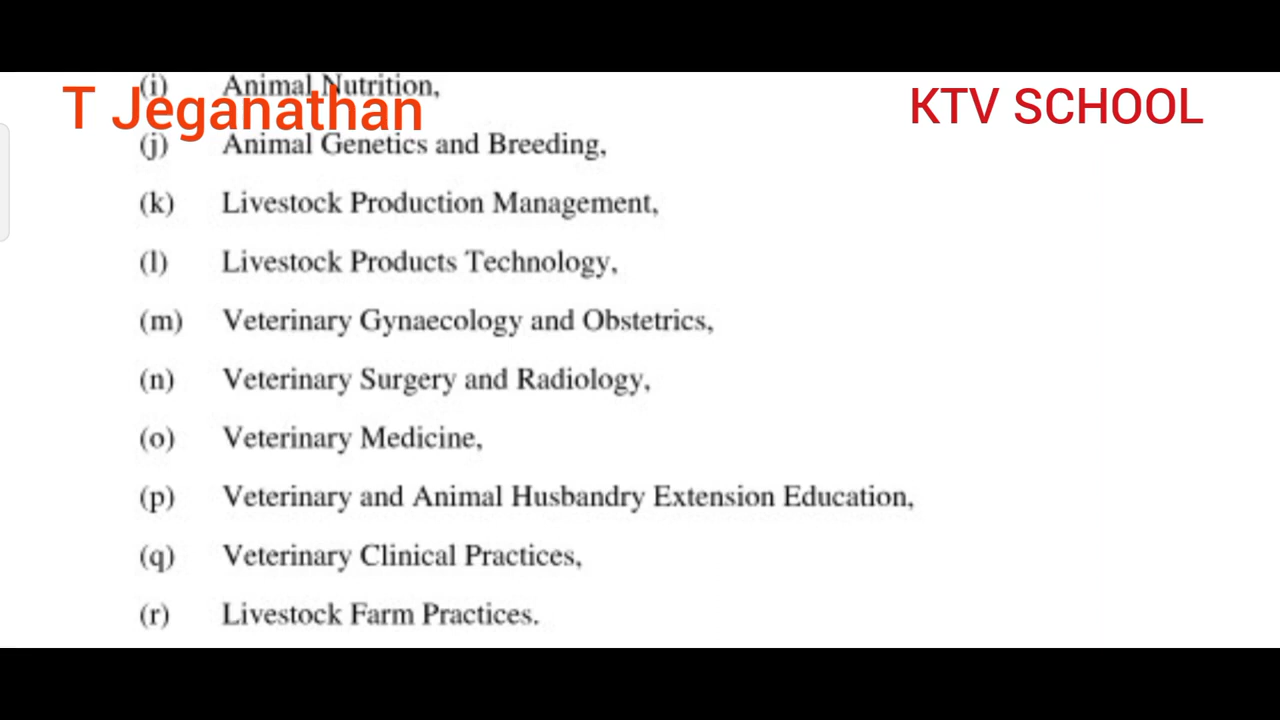 (i) Animal Nutrition,
T Jeganathan
KTV SCHOOL
(j) Animal Genetics and Breeding,
(k) Livestock Production Management,
(l) Livestock Products Technology,
(m) Veterinary Gynaecology and Obstetrics,
(n) Veterinary Surgery and Radiology,
(o) Veterinary Medicine,
(p) Veterinary and Animal Husbandry Extension Education,
(q) Veterinary Clinical Practices,
(r) Livestock Farm Practices.